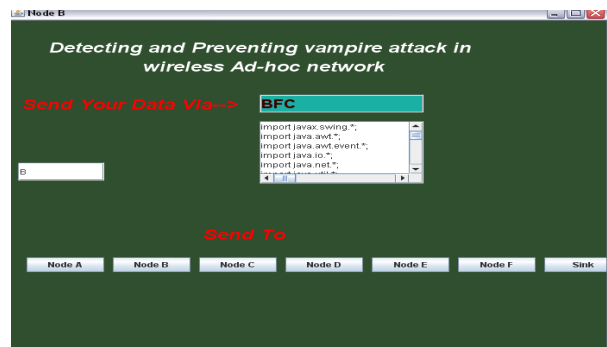 Node B
Detecting and Preventing vampire attack in
wireless Ad-hoc network
Send Your Data Via-->
BFC
import javax.swing.*;
import java.awt.*;
import java.awt.event.*;
import java.io.*;
import java.net.*;
B
Send To
Node A Node B Node C Node D Node E Node F Sink